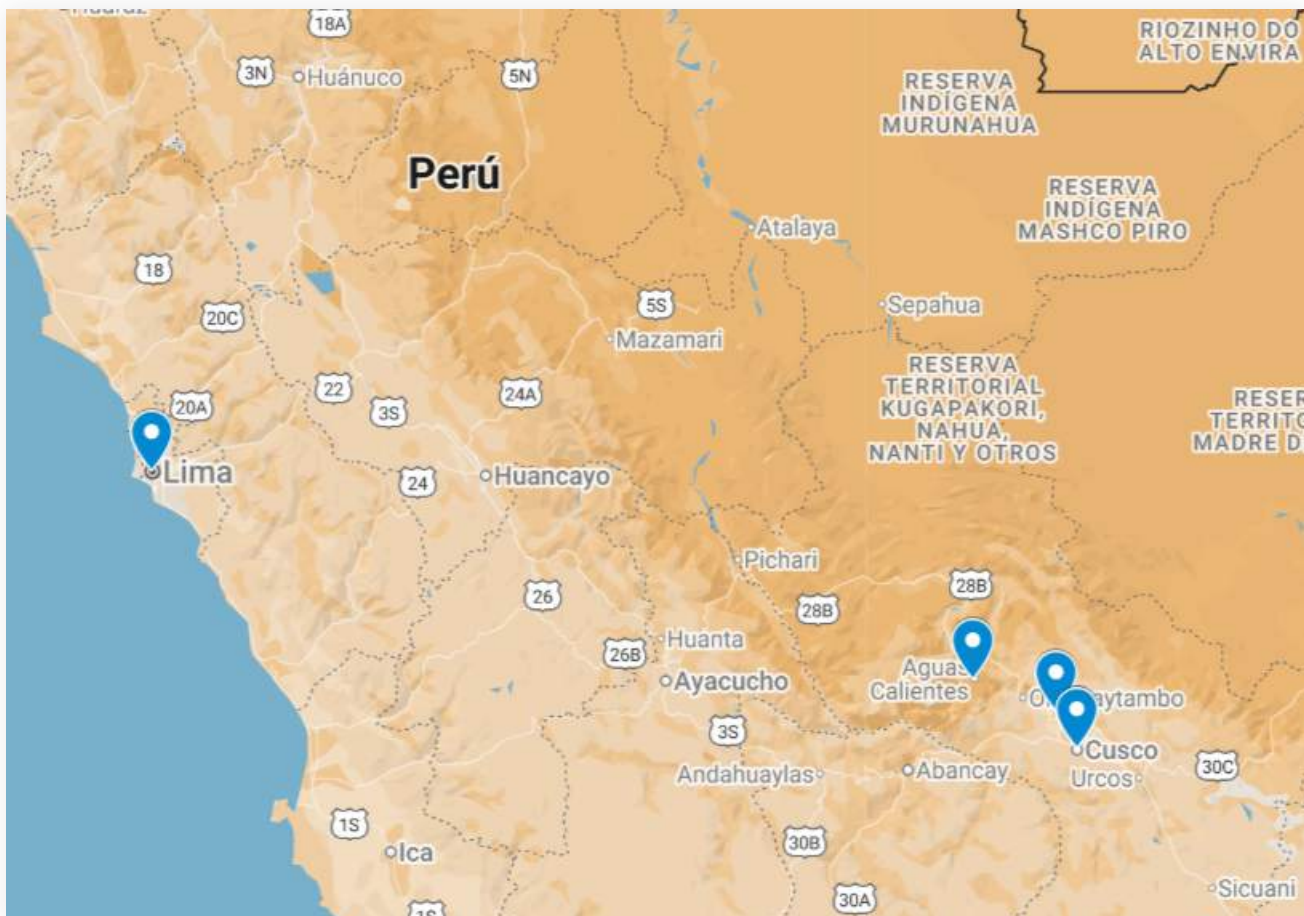 18A
3N
Huánuco
5N
RIOZINHO DO
ALTO ENVIRA
RESERVA
INDÍGENA
MURUNAHUA
Perú
RESERVA
INDÍGENA
MASHCO PIRO
Atalaya
18
20C
5S
Sepahua
Mazamari
RESERVA
TERRITORIAL
KUGAPAKORI,
NAHUA,
NANTI Y OTROS
22
24A
20A
3S
Lima
24
Huancayo
Pichari
28B
26
28B
Huanta
26B
Aguas
Calientes
Ayacucho
3S
Cusco
30C
Andahuaylas
Abancay
Urcos
1S
30B
Ica
Sicuani
30A
1S